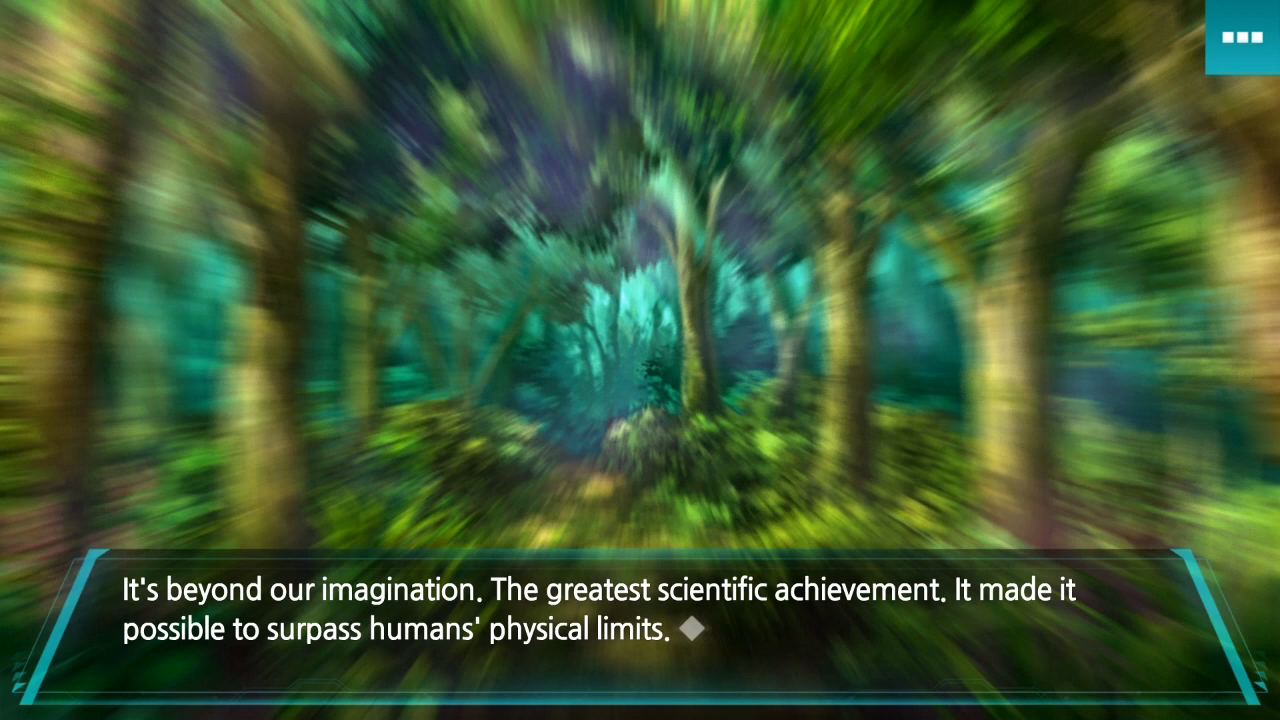 It's beyond our imagination. The greatest scientific achievement. It made it
possible to surpass humans' physical limits.